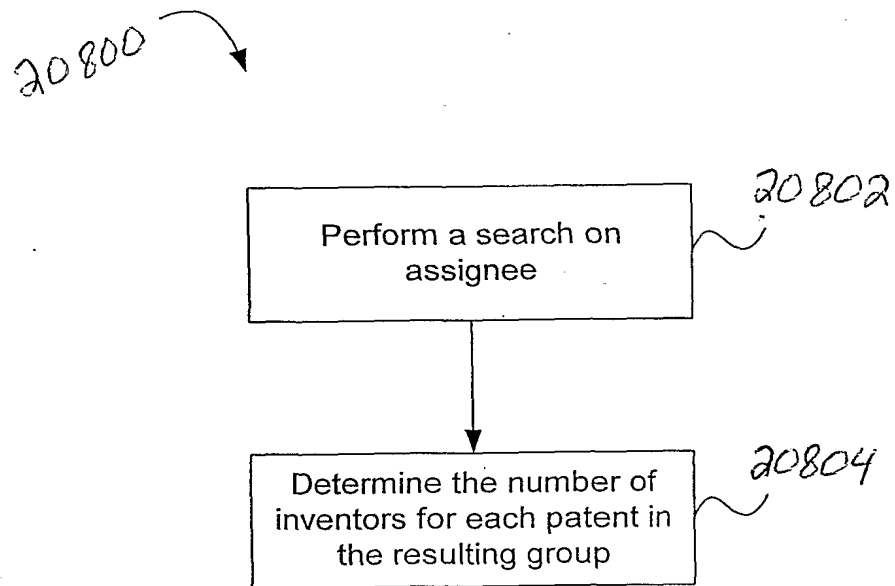 20800
20802
Perform a search on
assignee
20804
Determine the number of
inventors for each patent in
the resulting group